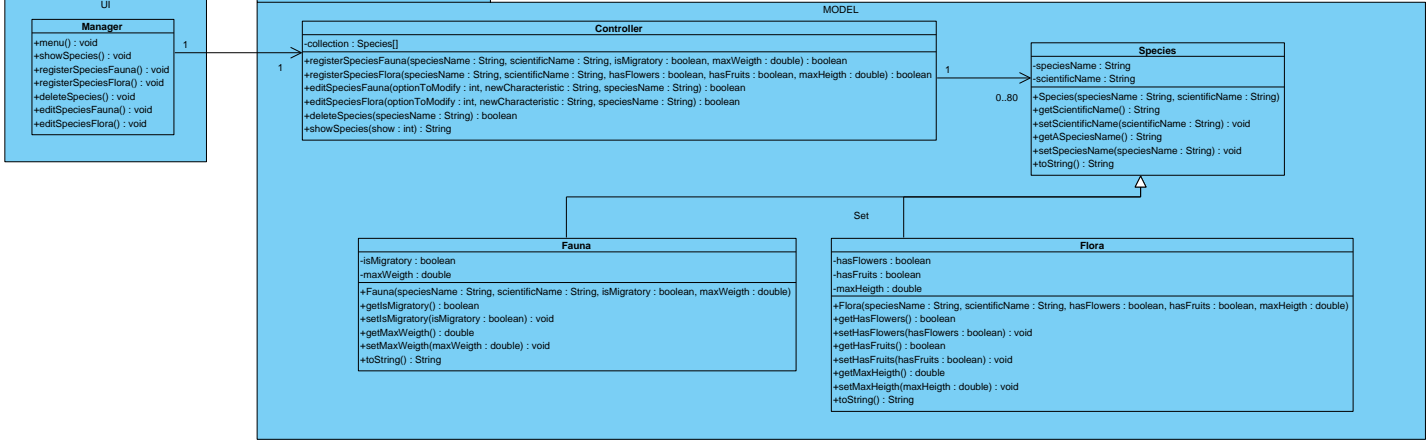 UI
Manager
+menu() : void
+showSpecies() : void
+registerSpeciesFauna() : void
+registerSpeciesFlora() : void
+deleteSpecies() : void
+editSpeciesFauna() : void
+editSpeciesFlora() : void
1
1
MODEL
Controller
-collection : Species[]
+registerSpeciesFauna(speciesName : String, scientificName : String, isMigratory : boolean, maxWeigth : double) : boolean
+registerSpeciesFlora(speciesName : String, scientificName : String, hasFlowers : boolean, hasFruits : boolean, maxHeigth : double) : boolean
+editSpeciesFauna(optionToModify : int, newCharacteristic : String, speciesName : String) : boolean
+editSpeciesFlora(optionToModify : int, newCharacteristic : String, speciesName : String) : boolean
+deleteSpecies(speciesName : String) : boolean
+showSpecies(show : int) : String
1
0..80
Species
-speciesName : String
-scientificName : String
+Species(speciesName : String, scientificName : String)
+getScientificName() : String
+setScientificName(scientificName : String) : void
+getASpeciesName() : String
+setSpeciesName(speciesName : String) : void
+toString() : String
Set
Fauna
-isMigratory : boolean
-maxWeigth : double
+Fauna(speciesName : String, scientificName : String, isMigratory : boolean, maxWeigth : double)
+getIsMigratory() : boolean
+setIsMigratory(isMigratory : boolean) : void
+getMaxWeigth() : double
+setMaxWeigth(maxWeigth : double) : void
+toString() : String
Flora
-hasFlowers : boolean
-hasFruits : boolean
-maxHeigth : double
+Flora(speciesName : String, scientificName : String, hasFlowers : boolean, hasFruits : boolean, maxHeigth : double)
+getHasFlowers() : boolean
+setHasFlowers(hasFlowers : boolean) : void
+getHasFruits() : boolean
+setHasFruits(hasFruits : boolean) : void
+getMaxHeigth() : double
+setMaxHeigth(maxHeigth : double) : void
+toString() : String